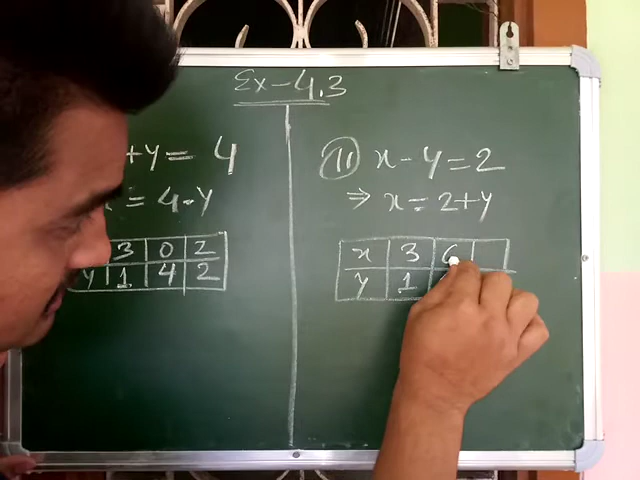 Ex-4.3
+y= 4
= 4-y
3 0 2
y 1 4 2
(ii) x-y=2
⇒ x= 2+y
x 3 6
y 1